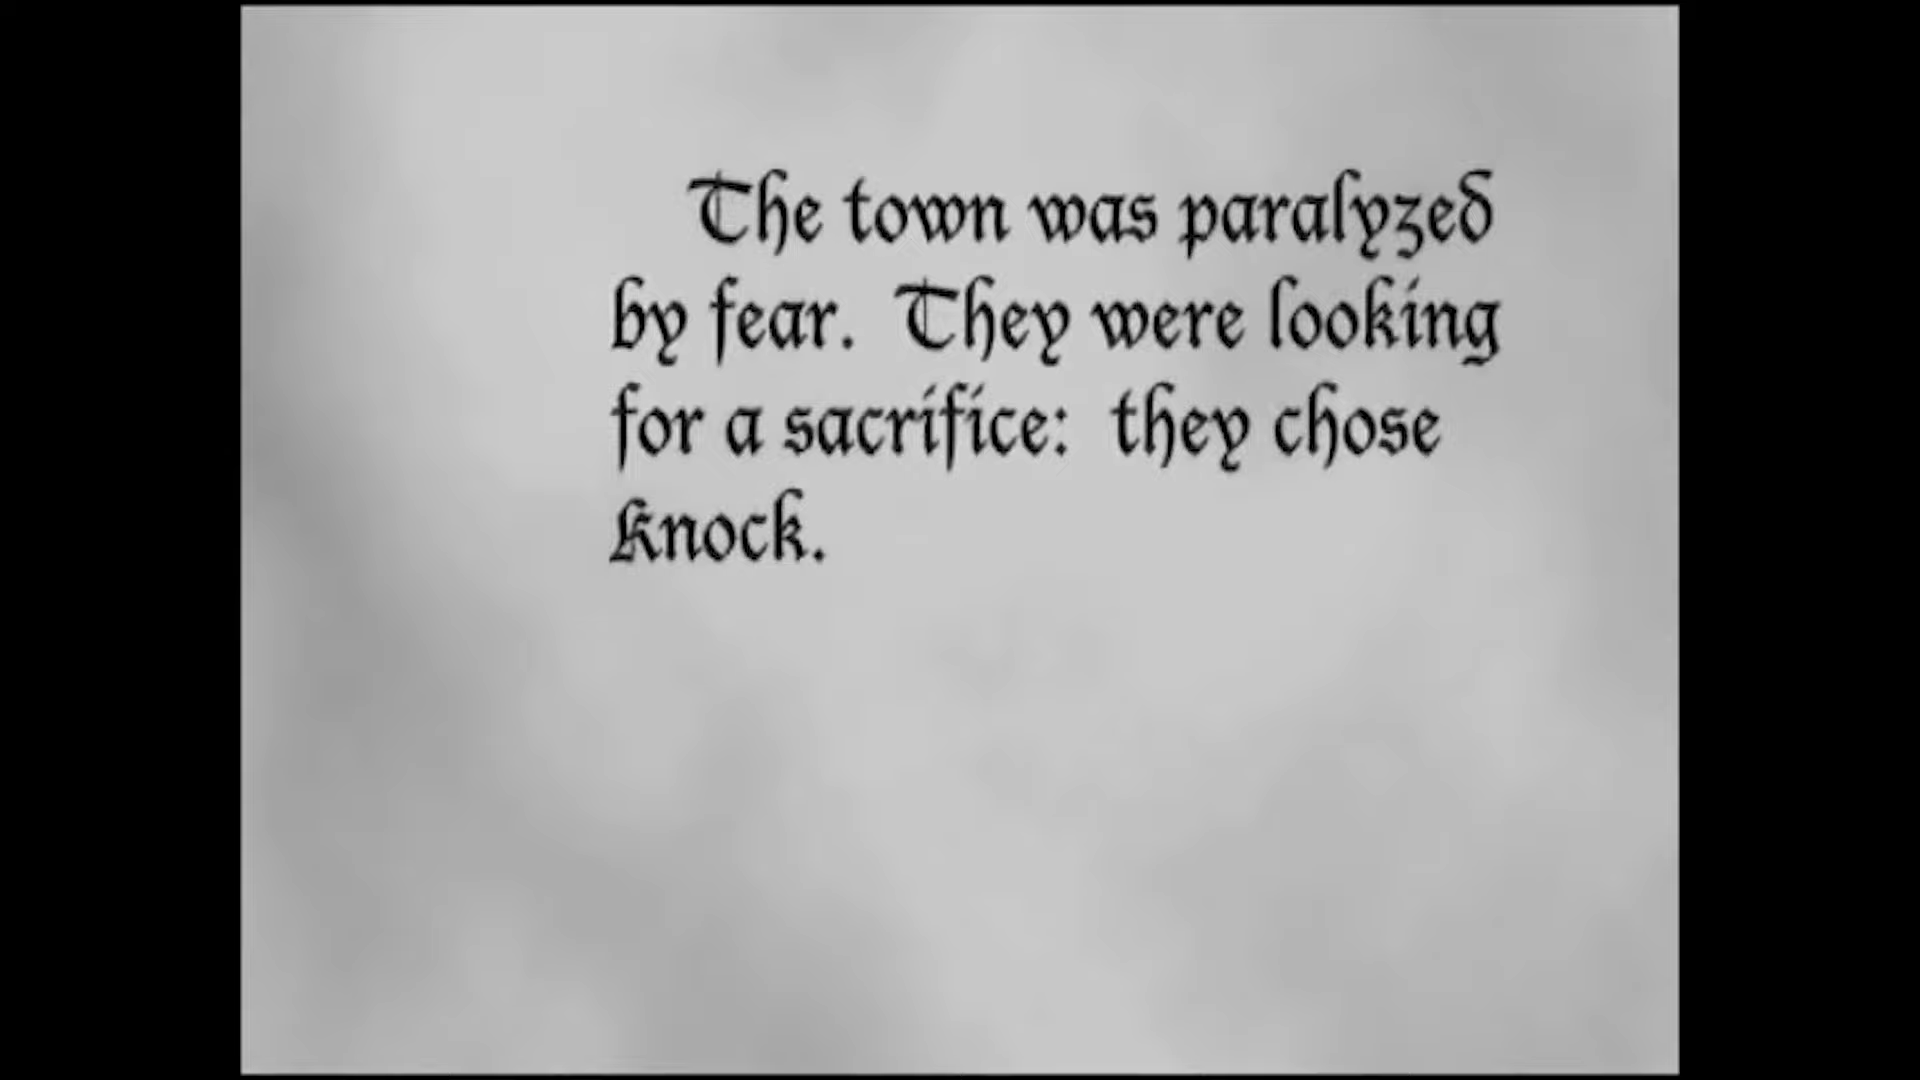 The town was paralyzed
by fear. They were looking
for a sacrifice: they chose
Knock.